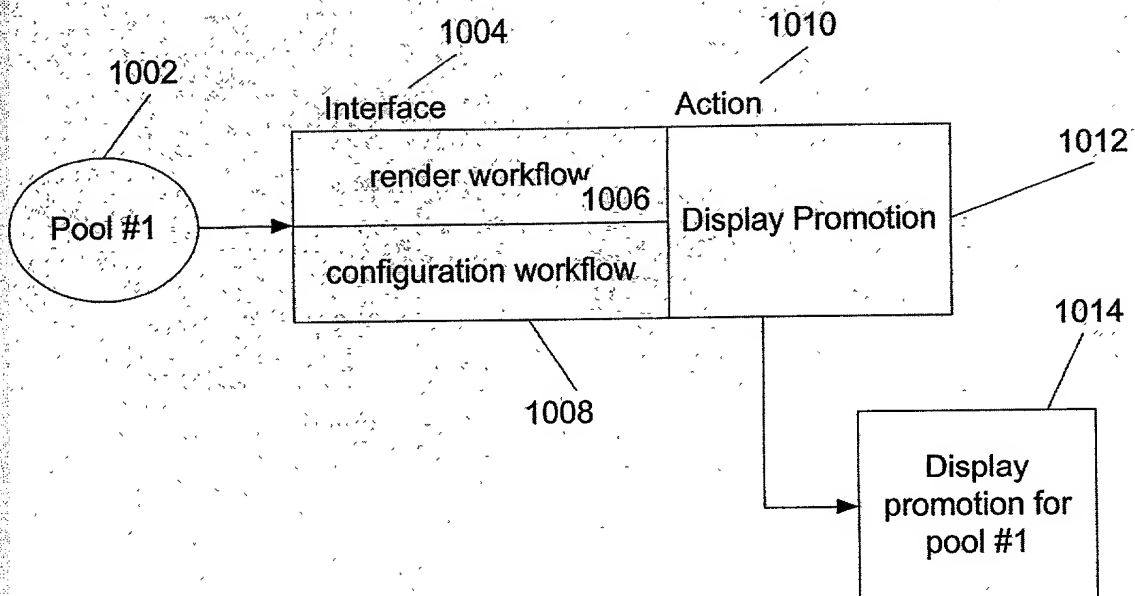 1004
1010
1002
Interface
Action
1012
render workflow
1006
Pool #1
Display Promotion
configuration workflow
1014
1008
Display
promotion for
pool #1